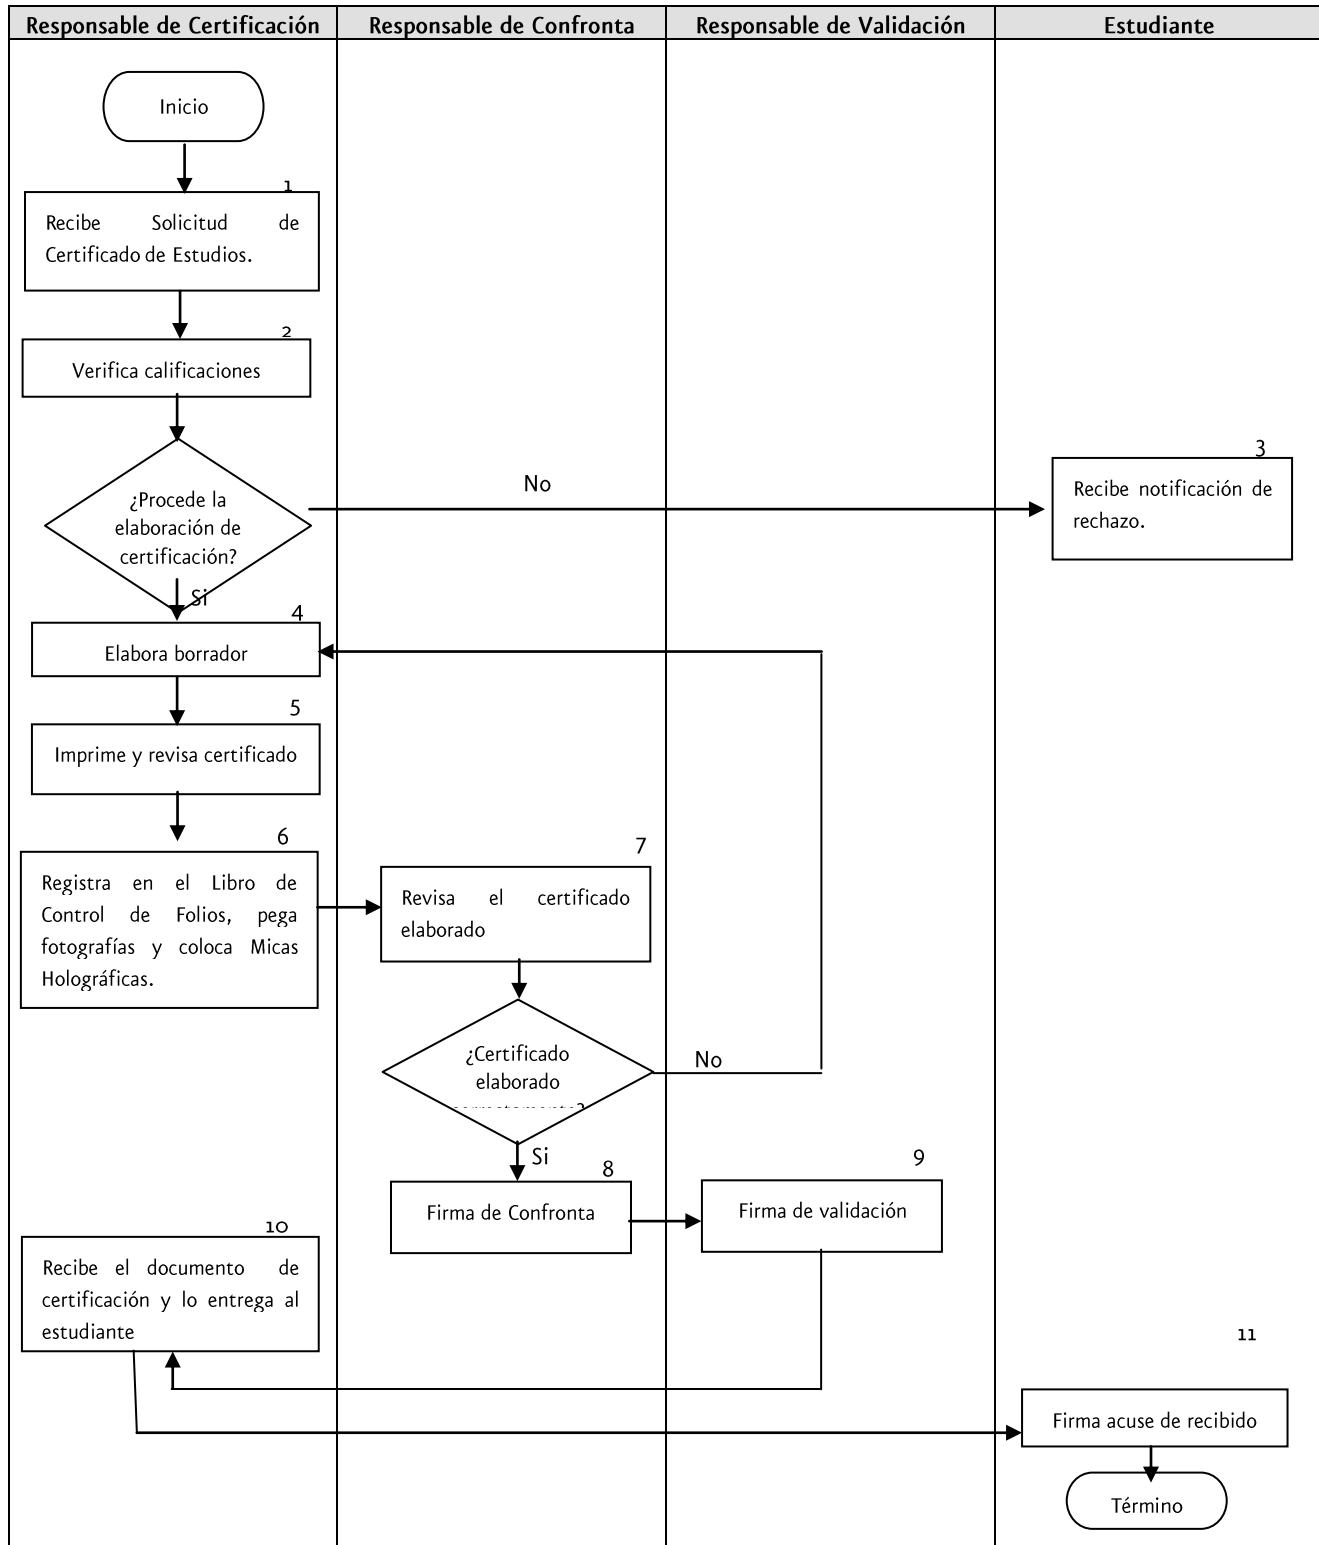 Responsable de Certificación
Responsable de Confronta
Responsable de Validación
Estudiante
Inicio
1
Recibe Solicitud de
Certificado de Estudios.
2
Verifica calificaciones
¿Procede la
elaboración de
certificación?
No
3
Recibe notificación de
rechazo.
Si
4
Elabora borrador
5
Imprime y revisa certificado
6
Registra en el Libro de
Control de Folios, pega
fotografías y coloca Micas
Holográficas.
7
Revisa el certificado
elaborado
¿Certificado
elaborado
No
Si
8
Firma de Confronta
9
Firma de validación
10
Recibe el documento de
certificación y lo entrega al
estudiante
11
Firma acuse de recibido
Término